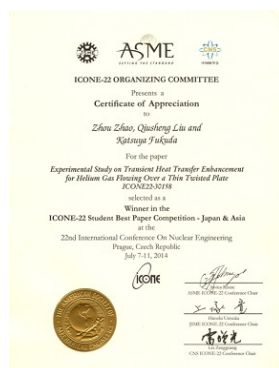 ASME
SETTING THE STANDARD
ICONE-22 ORGANIZING COMMITTEE
Presents a
Certificate of Appreciation
to
Zhou Zhao, Qiusheng Liu and
Katsuya Fukuda
For the paper
Experimental Study on Transient Heat Transfer Enhancement
for Helium Gas Flowing Over a Thin Twisted Plate
ICONE22-30198
selected as a
Winner in the
ICONE-22 Student Best Paper Competition - Japan & Asia
at the
22nd International Conference On Nuclear Engineering
Prague, Czech Republic
July 7-11, 2014
ICONE
ASME ICONE-22 Conference Chair
JSME ICONE-22 Conference Chair
CNS ICONE-22 Conference Chair